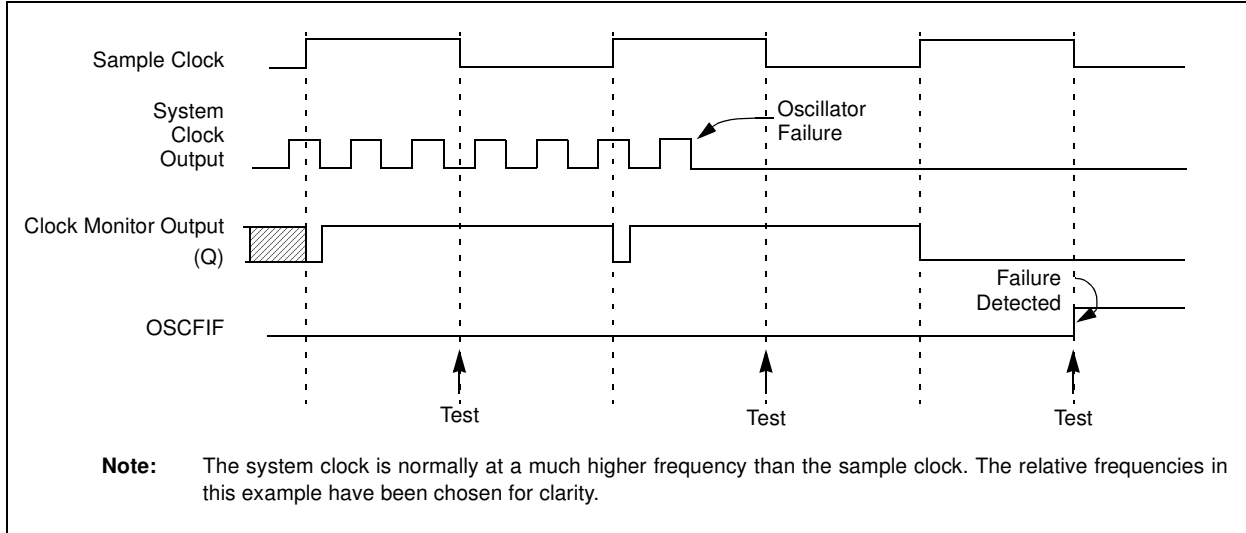 Sample Clock
System
Clock
Output
Oscillator
Failure
Clock Monitor Output
(Q)
Failure
Detected
OSCFIF
Test
Test
Test
Note: The system clock is normally at a much higher frequency than the sample clock. The relative frequencies in
this example have been chosen for clarity.